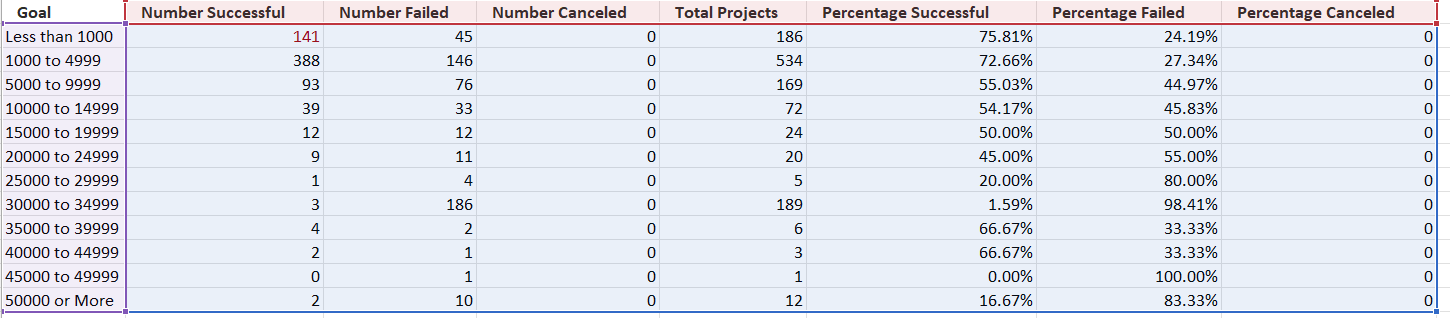 Goal Number Successful Number Failed Number Canceled Total Projects Percentage Successful Percentage Failed Percentage Canceled
Less than 1000 141 45 0 186 75.81% 24.19% 0
1000 to 4999 388 146 0 534 72.66% 27.34% 0
5000 to 9999 93 76 0 169 55.03% 44.97% 0
10000 to 14999 39 33 0 72 54.17% 45.83% 0
15000 to 19999 12 12 0 24 50.00% 50.00% 0
20000 to 24999 9 11 0 20 45.00% 55.00% 0
25000 to 29999 1 4 0 5 20.00% 80.00% 0
30000 to 34999 3 186 0 189 1.59% 98.41% 0
35000 to 39999 4 2 0 6 66.67% 33.33% 0
40000 to 44999 2 1 0 3 66.67% 33.33% 0
45000 to 49999 0 1 0 1 0.00% 100.00% 0
50000 or More 2 10 0 12 16.67% 83.33% 0